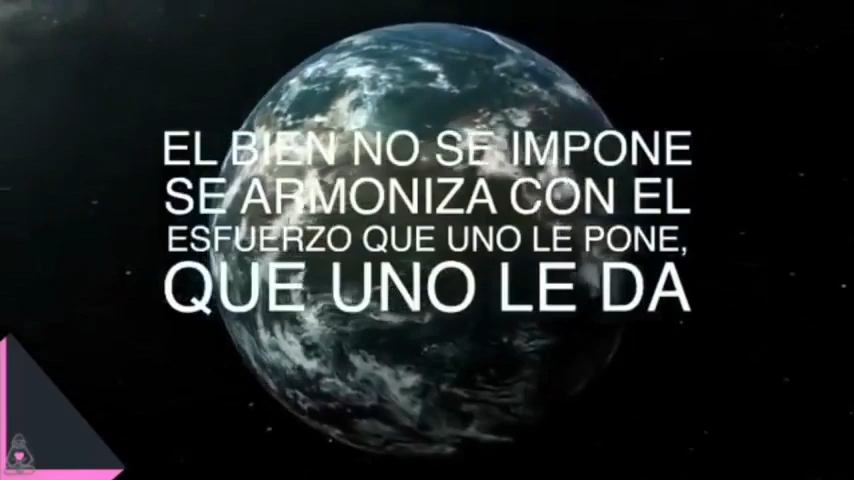 EL BIEN NO SE IMPONE
SE ARMONIZA CON EL
ESFUERZO QUE UNO LE PONE,
QUE UNO LE DA